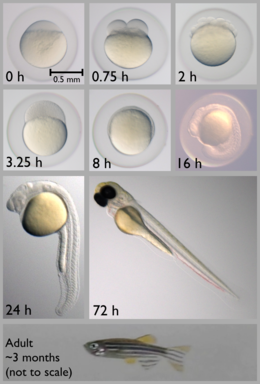 0 h
0.5 mm
0.75 h
2 h
3.25 h
8 h
16 h
24 h
72 h
Adult
~3 months
(not to scale)